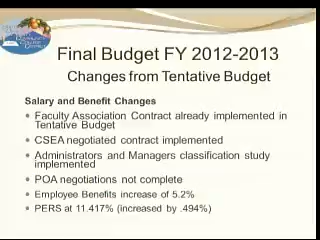 Final Budget FY 2012-2013
Changes from Tentative Budget
Salary and Benefit Changes
• Faculty Association Contract already implemented in
Tentative Budget
• CSEA negotiated contract implemented
• Administrators and Managers classification study
implemented
• POA negotiations not complete
• Employee Benefits increase of 5.2%
• PERS at 11.417% (increased by .494%)